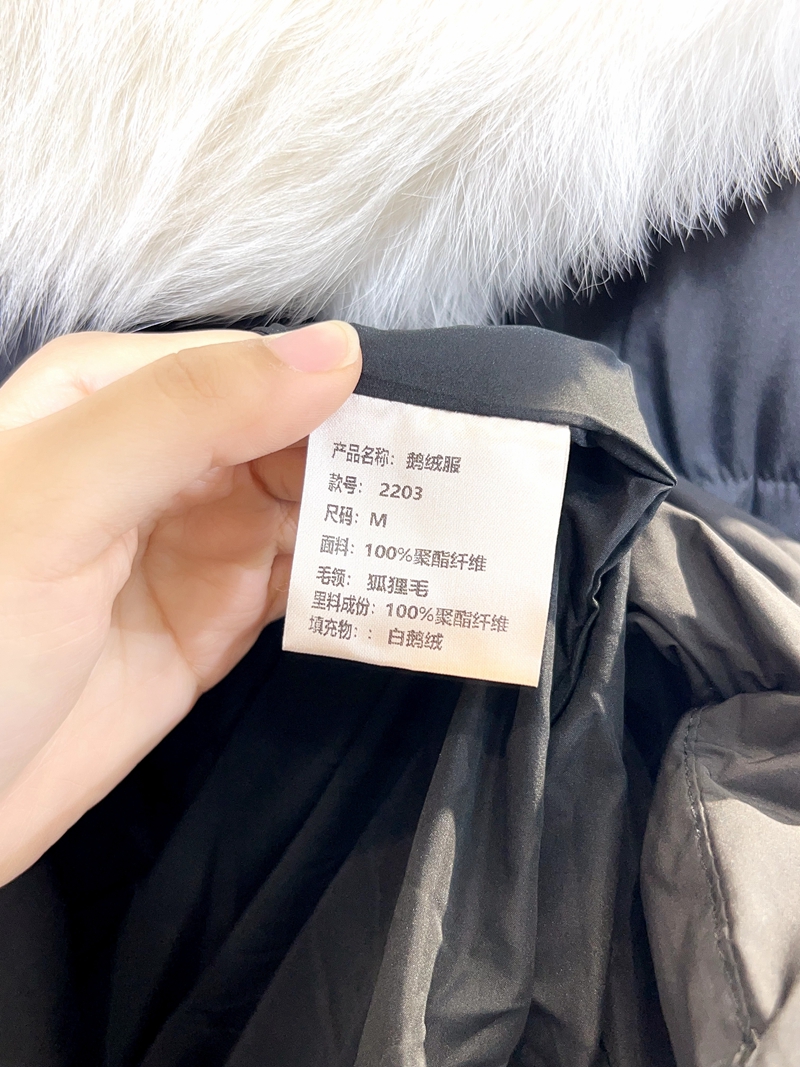 产品名称：鹅绒服
款号： 2203
尺码：M
面料：100%聚酯纤维
毛领： 狐狸毛
里料成份：100%聚酯纤维
填充物：： 白鹅绒